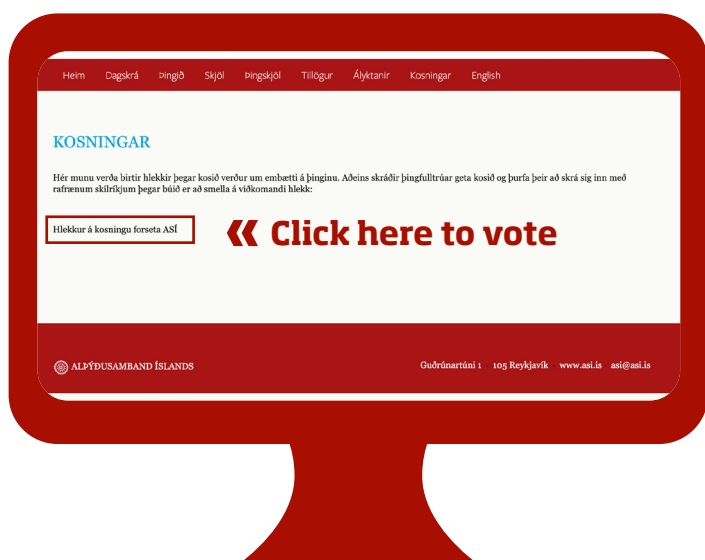 Heim Dagskrá Þingið Skjöl Þingskjöl Tillögur Ályktanir Kosningar English
KOSNINGAR
Hér munu verða birtir hlekkir þegar kosið verður um embætti á þinginu. Aðeins skráðir þingfulltrúar geta kosið og þurfa þeir að skrá sig inn með
rafrænum skilríkjum þegar búið er að smella á viðkomandi hlekk:
Hlekkur á kosningu forseta ASÍ
« Click here to vote
ALÞÝÐUSAMBAND ÍSLANDS
Guðrúnartúni 1 105 Reykjavík www.asi.is asi@asi.is